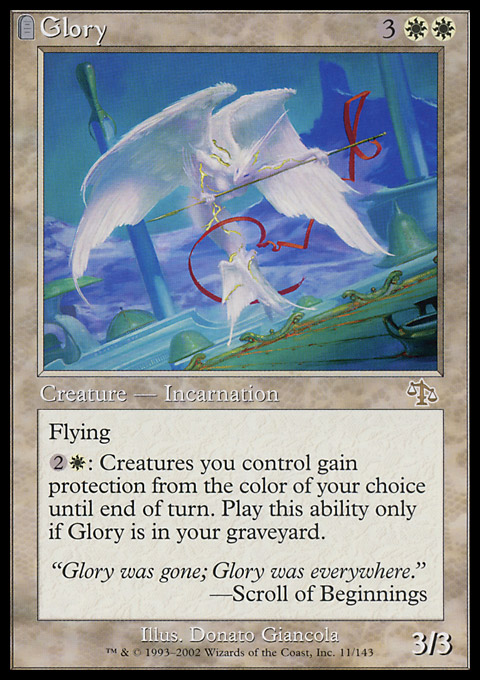 Glory 3
Creature — Incarnation
Flying
2: Creatures you control gain
protection from the color of your choice
until end of turn. Play this ability only
if Glory is in your graveyard.
“Glory was gone; Glory was everywhere.”
—Scroll of Beginnings
Illus. Donato Giancola
3/3
™ & © 1993–2002 Wizards of the Coast, Inc. 11/143